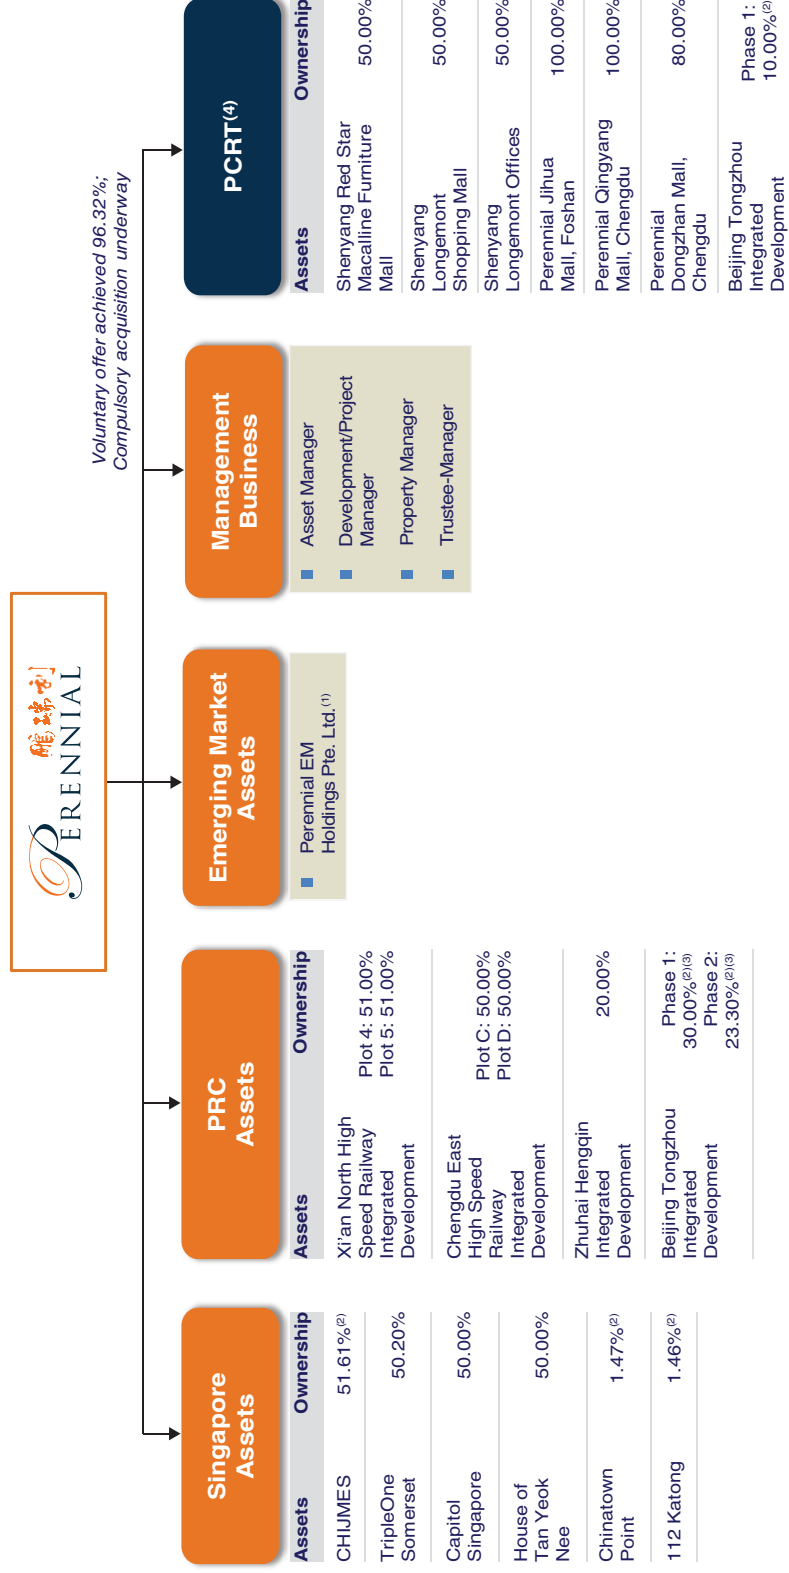 鵬瑞利
PERENNIAL
Voluntary offer achieved 96.32%;
Compulsory acquisition underway
Singapore
Assets
Assets Ownership
CHIJMES 51.61%(2)
TripleOne
Somerset 50.20%
Capitol
Singapore 50.00%
House of
Tan Yeok
Nee 50.00%
Chinatown
Point 1.47%(2)
112 Katong 1.46%(2)
PRC
Assets
Assets Ownership
Xi’an North High
Speed Railway Plot 4: 51.00%
Integrated Plot 5: 51.00%
Development
Chengdu East
High Speed Plot C: 50.00%
Railway Plot D: 50.00%
Integrated
Development
Zhuhai Hengqin
Integrated 20.00%
Development
Beijing Tongzhou Phase 1:
Integrated 30.00%(2)(3)
Development Phase 2:
23.30%(2)(3)
Emerging Market
Assets
Perennial EM
Holdings Pte. Ltd.(1)
Management
Business
Asset Manager
Development/Project
Manager
Property Manager
Trustee-Manager
PCRT(4)
Assets Ownership
Shenyang Red Star
Macalline Furniture 50.00%
Mall
Shenyang
Longemont 50.00%
Shopping Mall
Shenyang
Longemont Offices 50.00%
Perennial Jihua
Mall, Foshan 100.00%
Perennial Qingyang
Mall, Chengdu 100.00%
Perennial
Dongzhan Mall, 80.00%
Chengdu
Beijing Tongzhou Phase 1:
Integrated 10.00%(2)
Development